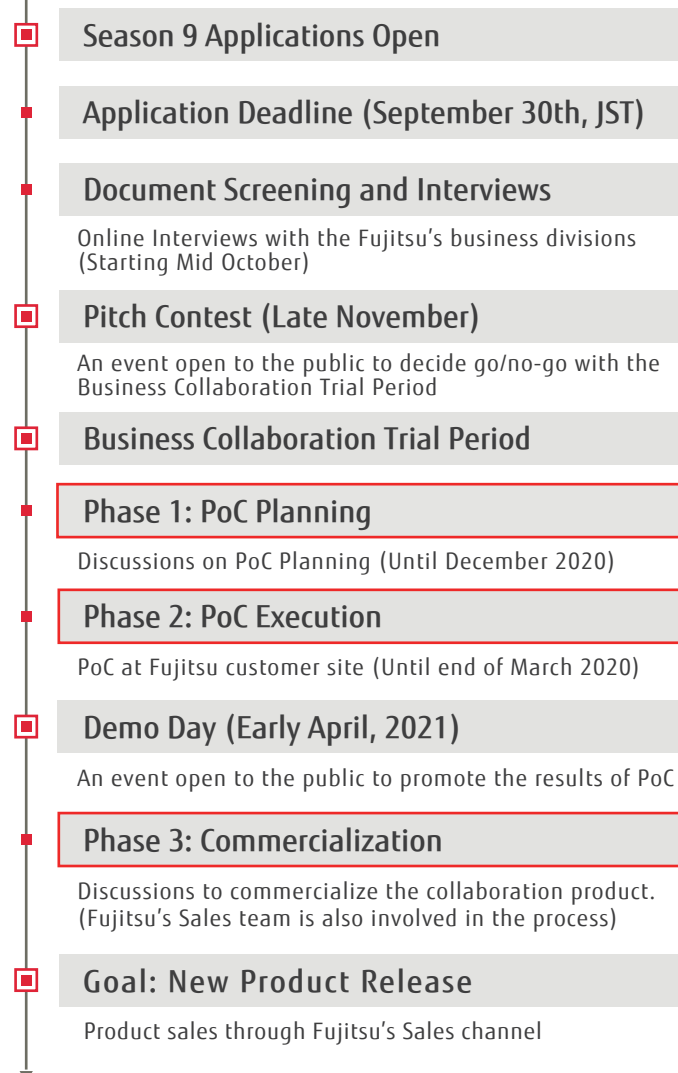 Season 9 Applications Open
Application Deadline (September 30th, JST)
Document Screening and Interviews
Online Interviews with the Fujitsu's business divisions
(Starting Mid October)
Pitch Contest (Late November)
An event open to the public to decide go/no-go with the
Business Collaboration Trial Period
Business Collaboration Trial Period
Phase 1: PoC Planning
Discussions on PoC Planning (Until December 2020)
Phase 2: PoC Execution
PoC at Fujitsu customer site (Until end of March 2020)
Demo Day (Early April, 2021)
An event open to the public to promote the results of PoC
Phase 3: Commercialization
Discussions to commercialize the collaboration product.
(Fujitsu's Sales team is also involved in the process)
Goal: New Product Release
Product sales through Fujitsu's Sales channel